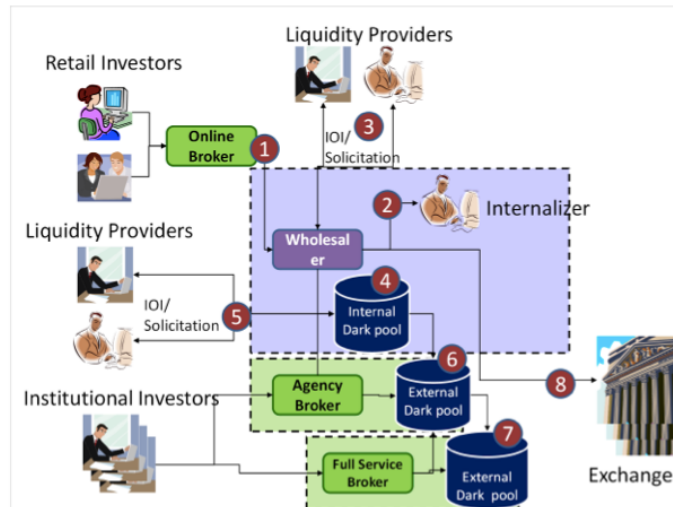 Liquidity Providers
Retail Investors
IOI/
Solicitation
3
Online
Broker
1
2
Internalizer
Wholesal
er
Liquidity Providers
IOI/
Solicitation
5
4
Internal
Dark pool
6
Agency
Broker
External
Dark pool
Institutional Investors
8
7
Full Service
Broker
External
Dark pool
Exchange